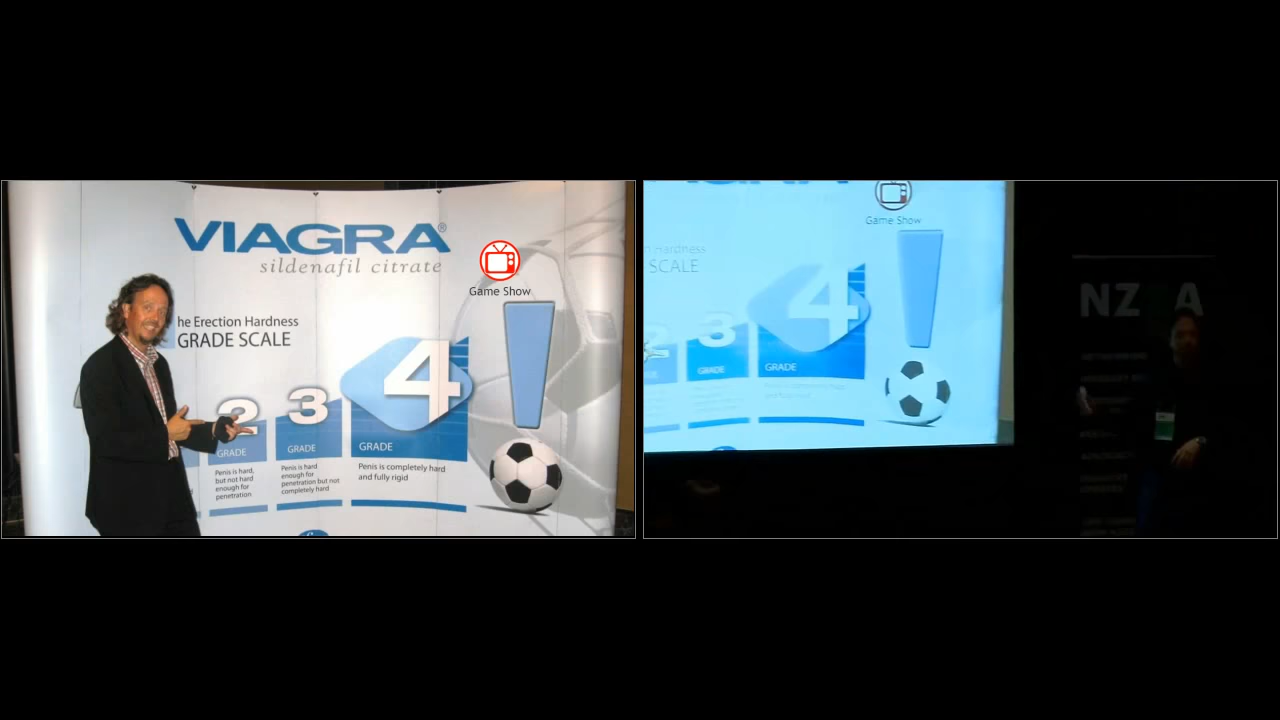 VIAGRA®
sildenafil citrate
Game Show
he Erection Hardness
GRADE SCALE
2
GRADE
Penis is hard,
but not hard
enough for
penetration
3
GRADE
Penis is hard
enough for
penetration but not
completely hard
4
GRADE
Penis is completely hard
and fully rigid
!
Game Show
n Hardness
SCALE
2
3
GRADE
4
GRADE
!
NZ A